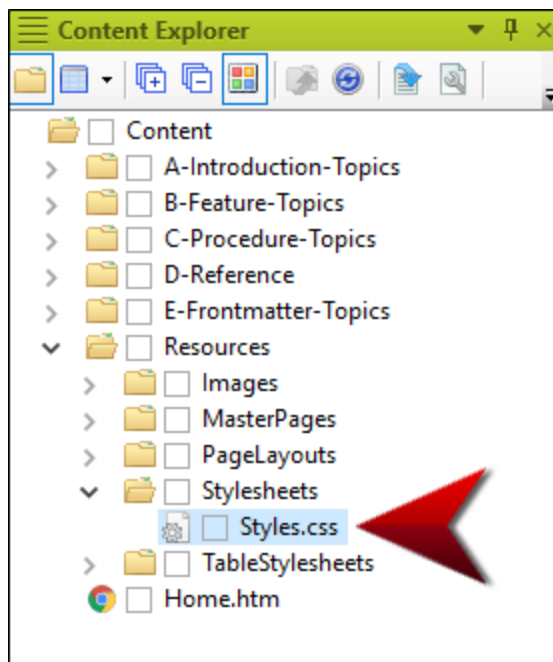 Content Explorer
Content
A-Introduction-Topics
B-Feature-Topics
C-Procedure-Topics
D-Reference
E-Frontmatter-Topics
Resources
Images
MasterPages
PageLayouts
Stylesheets
Styles.css
TableStylesheets
Home.htm